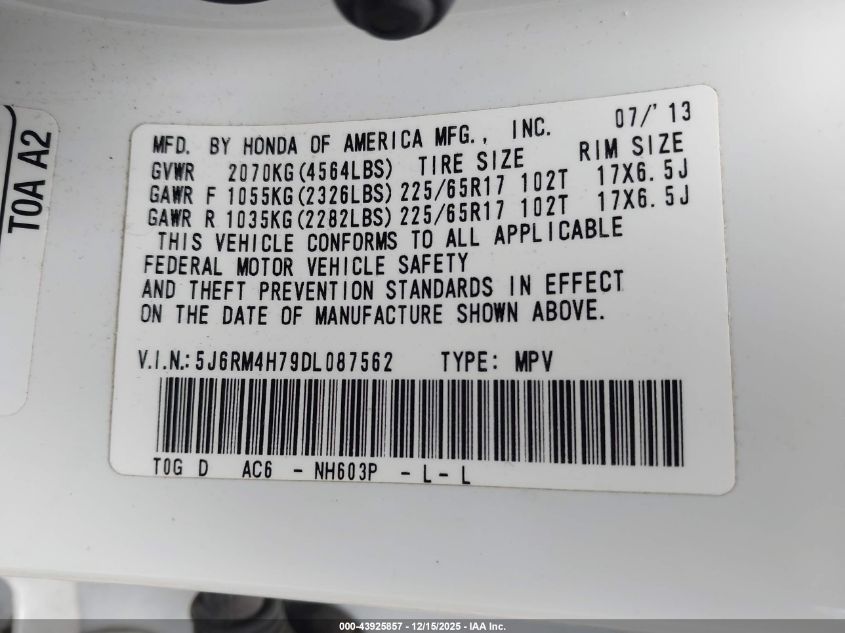 TOA A2
MFD. BY HONDA OF AMERICA MFG., INC. 07/'13
GVWR 2070KG(4564LBS) TIRE SIZE RIM SIZE
GAWR F 1055KG(2326LBS) 225/65R17 102T 17X6.5J
GAWR R 1035KG(2282LBS) 225/65R17 102T 17X6.5J
THIS VEHICLE CONFORMS TO ALL APPLICABLE
FEDERAL MOTOR VEHICLE SAFETY
AND THEFT PREVENTION STANDARDS IN EFFECT
ON THE DATE OF MANUFACTURE SHOWN ABOVE.
V.I.N.: 5J6RM4H79DL087562 TYPE: MPV
T0G D AC6 - NH603P - L - L
000-43925857 - 12/15/2025 - IAA Inc.